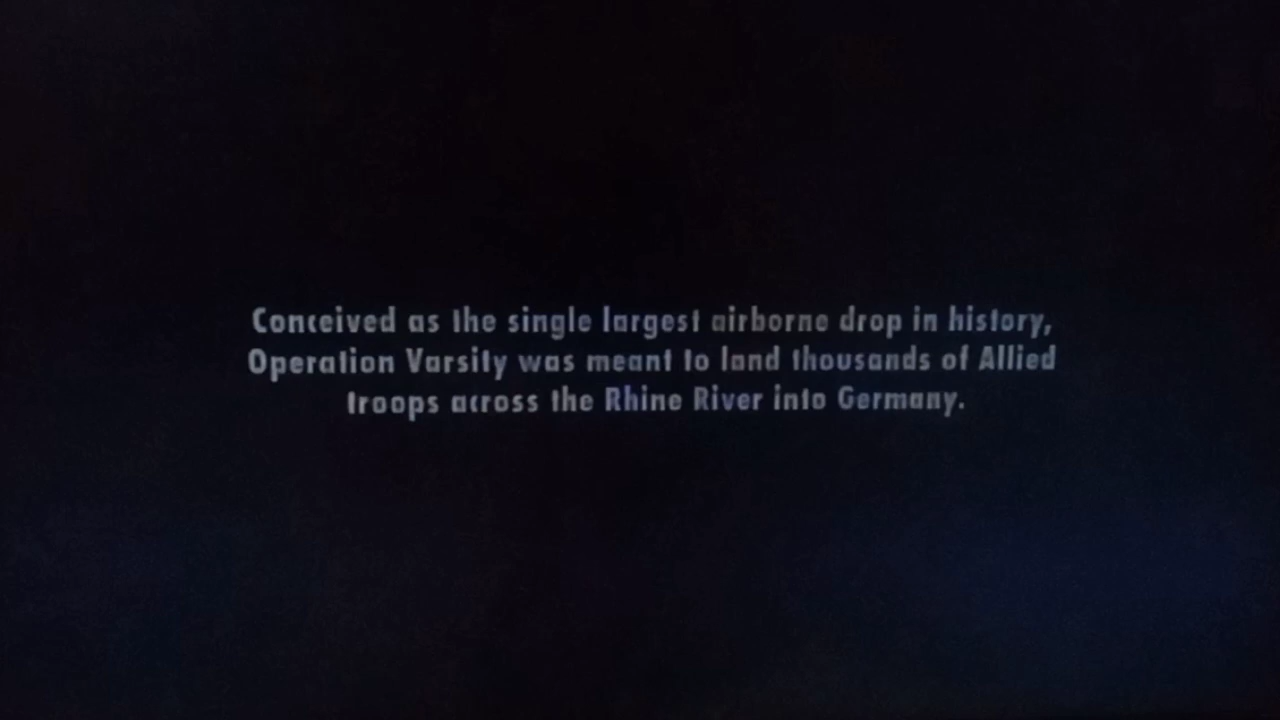 Conceived as the single largest airborne drop in history,
Operation Varsity was meant to land thousands of Allied
troops across the Rhine River into Germany.